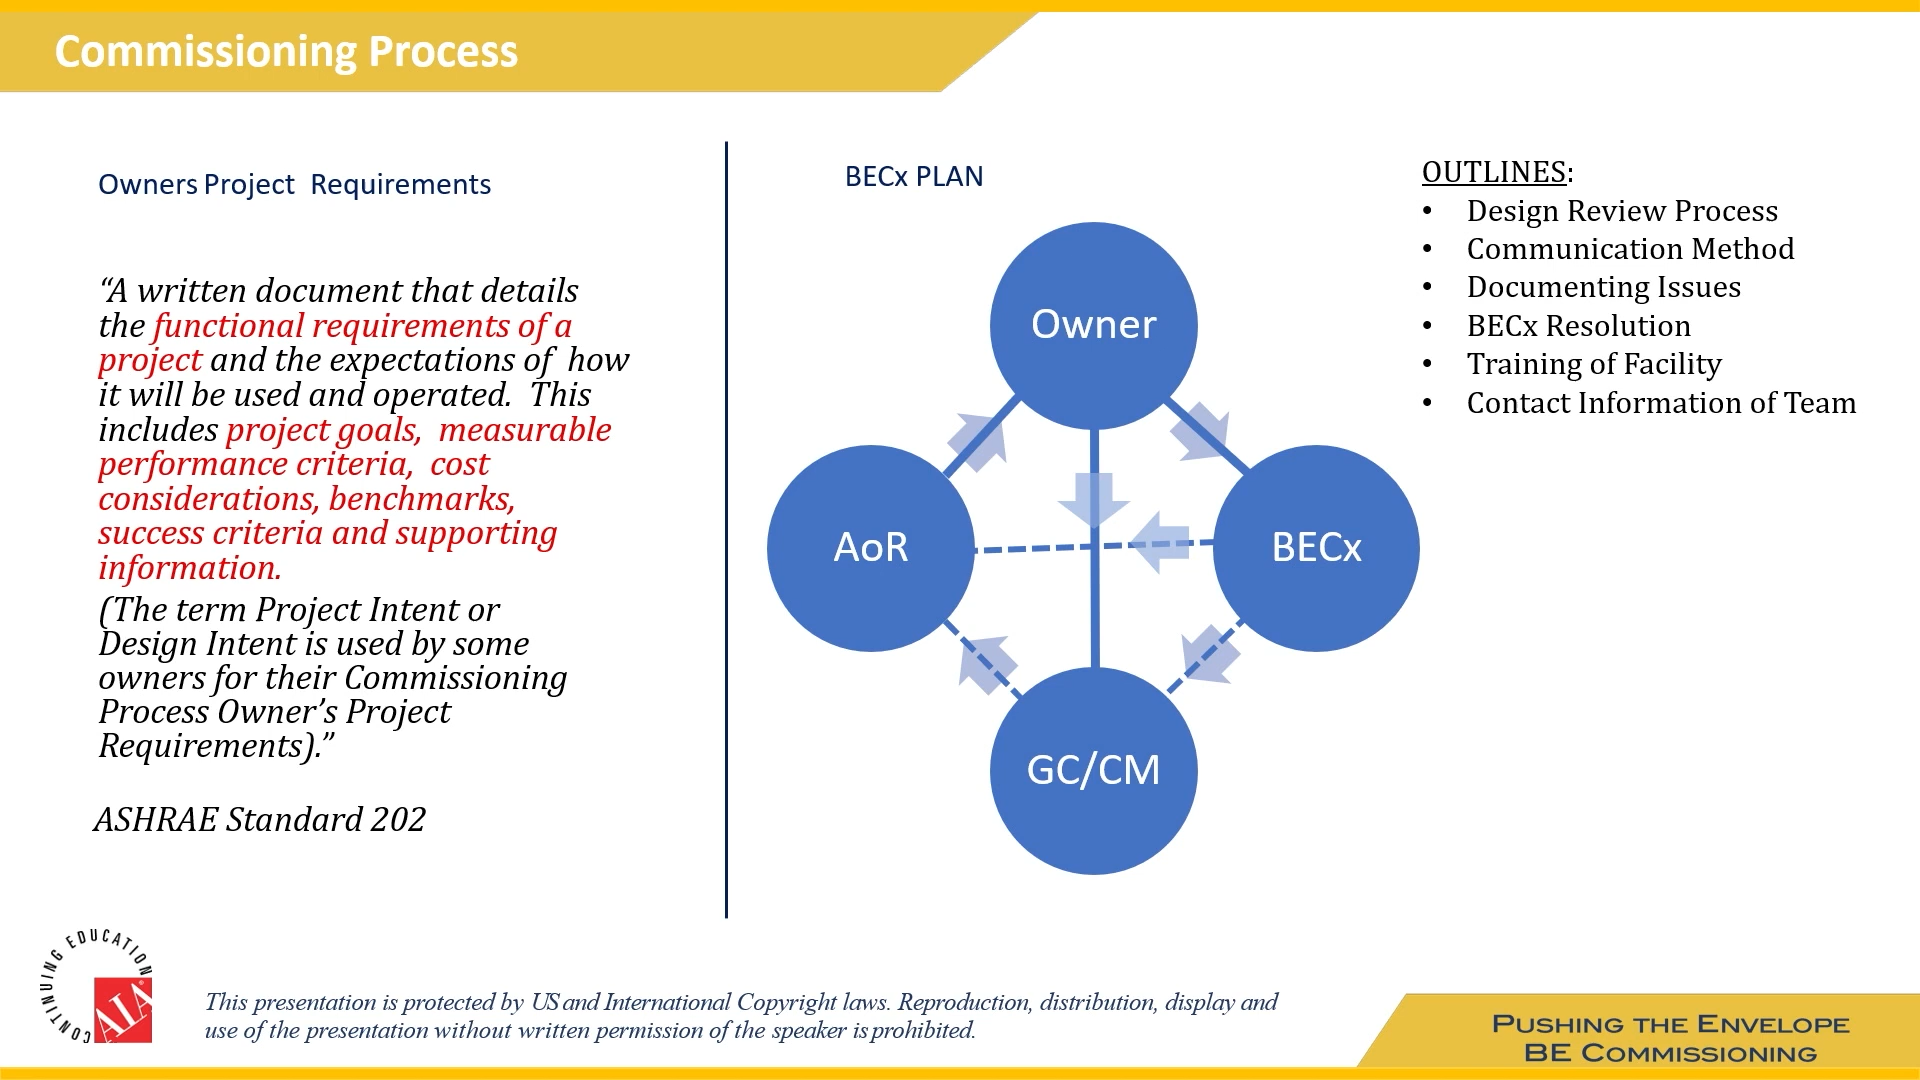 Commissioning Process
Owners Project Requirements
“A written document that details
the functional requirements of a
project and the expectations of how
it will be used and operated. This
includes project goals, measurable
performance criteria, cost
considerations, benchmarks,
success criteria and supporting
information.
(The term Project Intent or
Design Intent is used by some
owners for their Commissioning
Process Owner’s Project
Requirements).”
ASHRAE Standard 202
BECx PLAN
Owner
AoR
BECx
GC/CM
OUTLINES:
• Design Review Process
• Communication Method
• Documenting Issues
• BECx Resolution
• Training of Facility
• Contact Information of Team
CONTINUING EDUCATION
AIA
This presentation is protected by US and International Copyright laws. Reproduction, distribution, display and
use of the presentation without written permission of the speaker is prohibited.
PUSHING THE ENVELOPE
BE COMMISSIONING